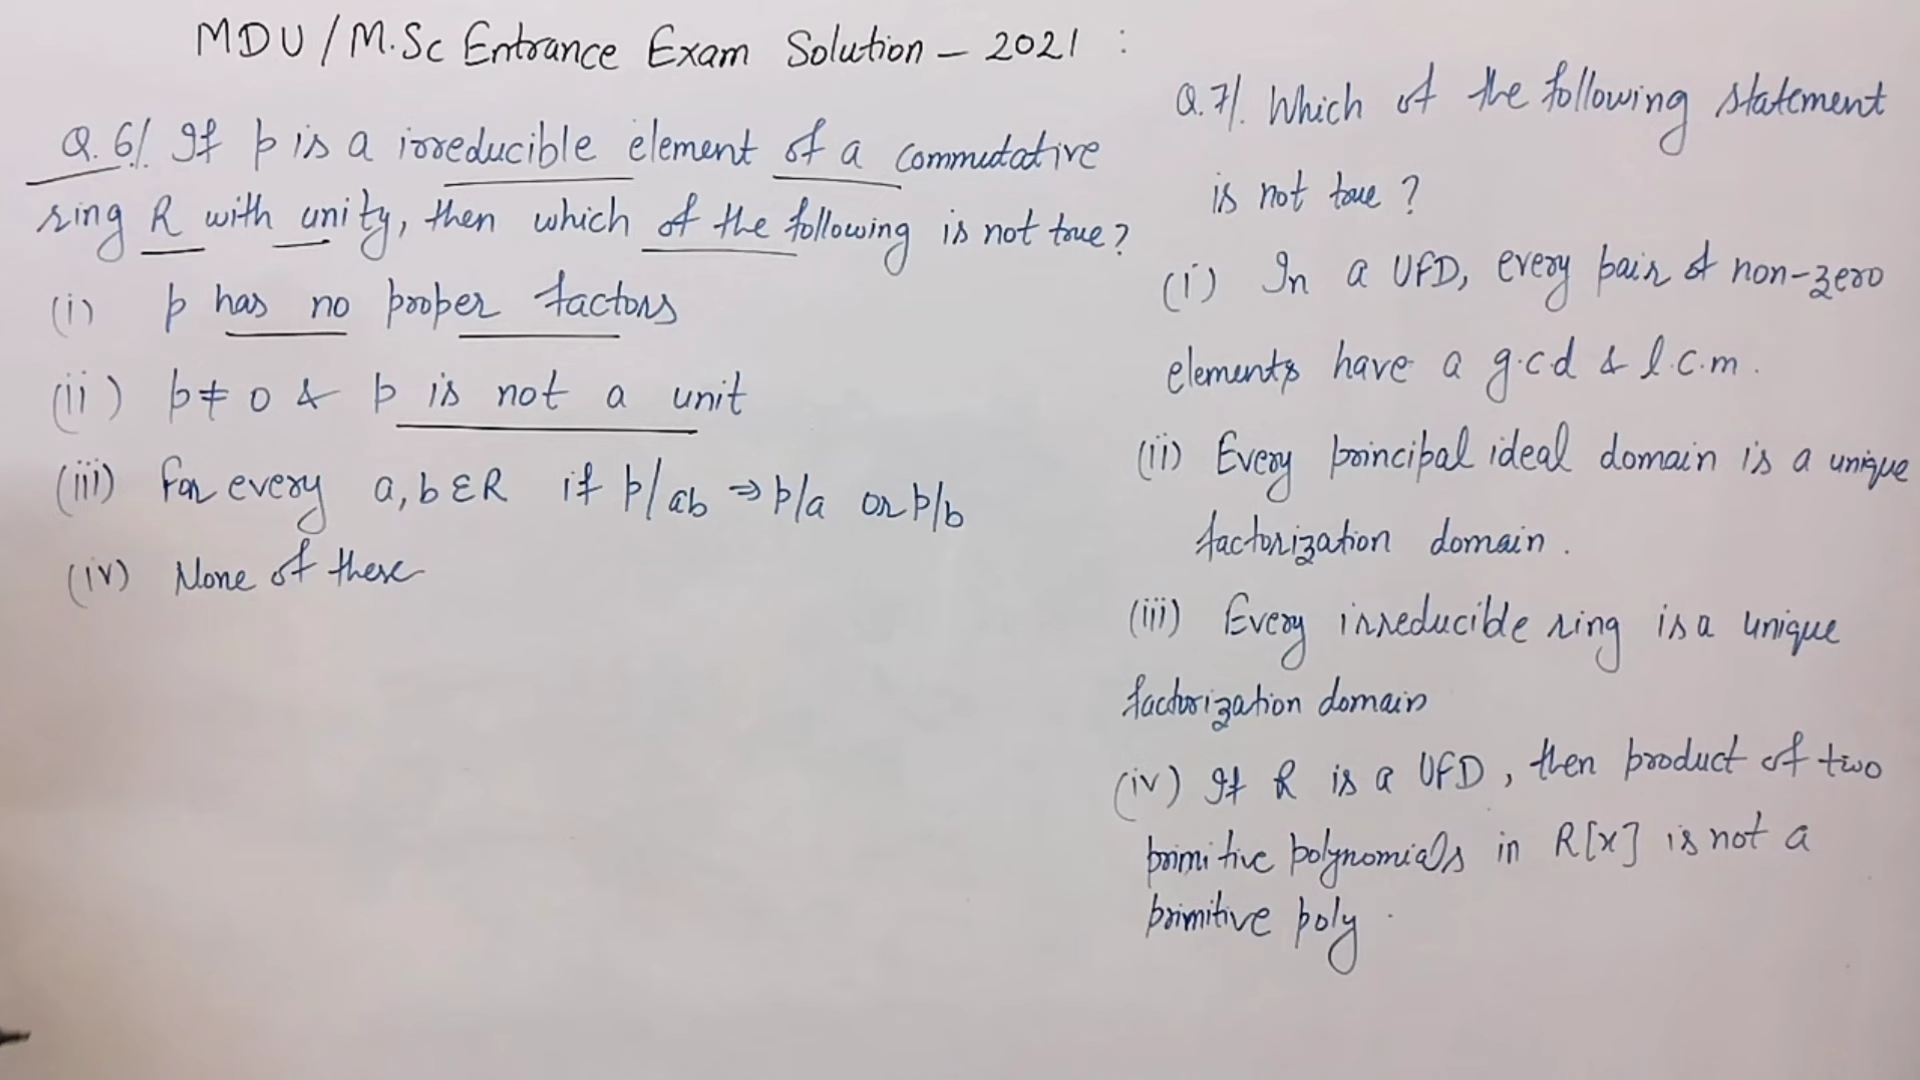 MDU / M.Sc Entrance Exam Solution - 2021 :
Q.6/. If p is a irreducible element of a commutative
ring R with unity, then which of the following is not true?
(i) p has no proper factors
(ii) p ≠ 0 & p is not a unit
(iii) For every a, b ∈ R if p/ab ⇒ p/a or p/b
(iv) None of these
Q.7/. Which of the following statement
is not true?
(i) In a UFD, every pair of non-zero
elements have a g.c.d & l.c.m.
(ii) Every principal ideal domain is a unique
factorization domain.
(iii) Every irreducible ring is a unique
factorization domain
(iv) If R is a UFD, then product of two
primitive polynomials in R[x] is not a
primitive poly.